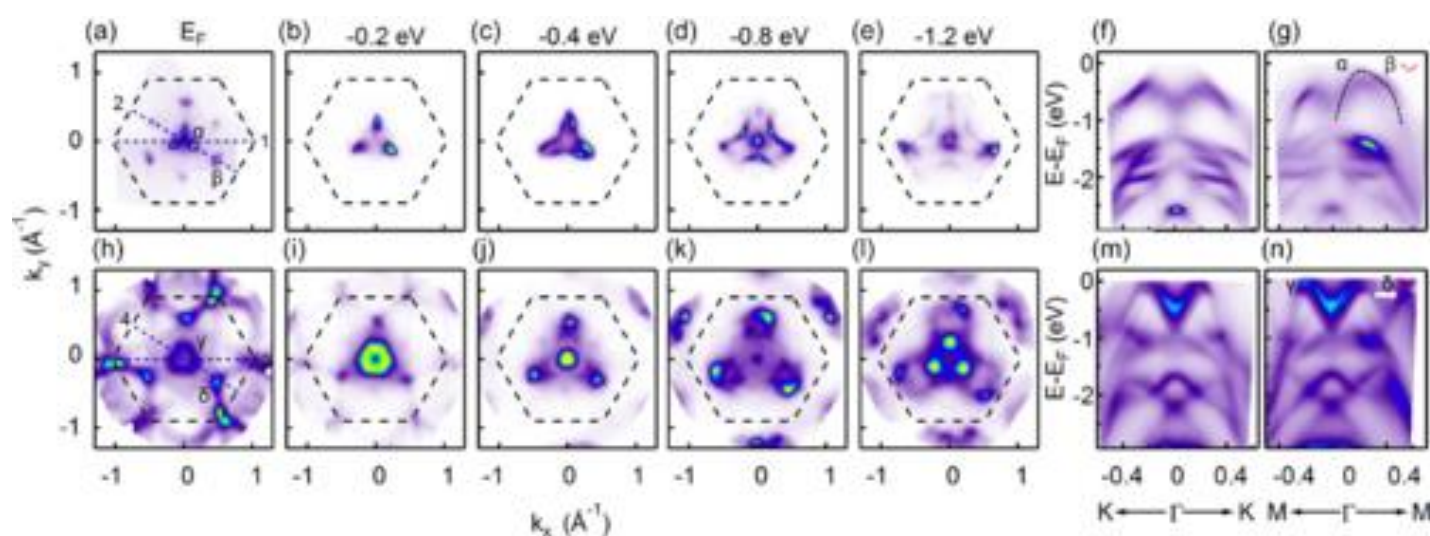 (a) E_F (b) -0.2 eV (c) -0.4 eV (d) -0.8 eV (e) -1.2 eV (f) (g)
1 0 -1
2 α 1 β
E-E_F (eV) 0 -1 -2
α β
k_y (Å⁻¹)
(h) (i) (j) (k) (l) (m) (n)
1 0 -1
4 γ δ
E-E_F (eV) 0 -1 -2
γ δ
-1 0 1 -1 0 1 -1 0 1 -1 0 1 -1 0 1 -0.4 0 0.4 -0.4 0 0.4
K ← Γ → K M ← Γ → M
k_x (Å⁻¹)